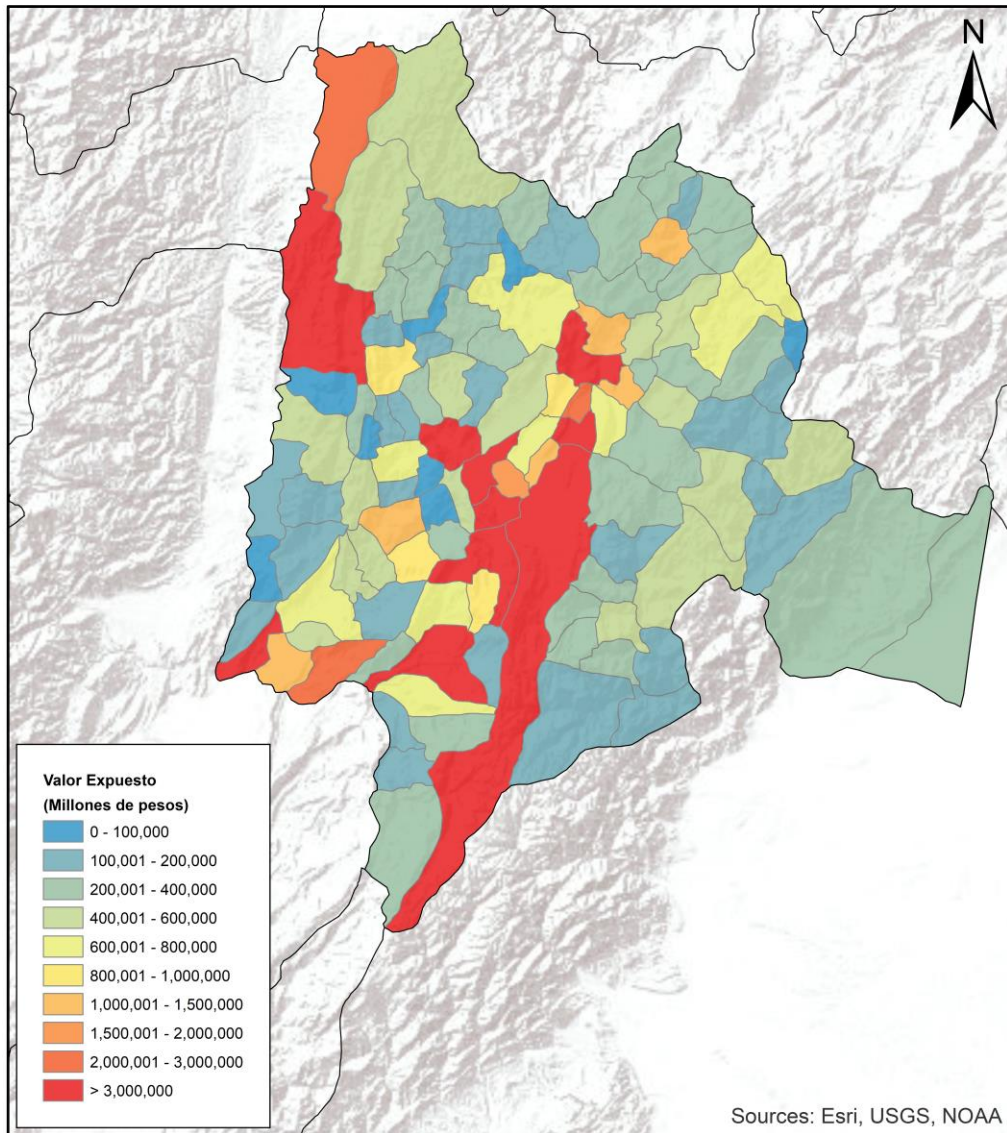 N
Valor Expuesto
(Millones de pesos)
0 - 100,000
100,001 - 200,000
200,001 - 400,000
400,001 - 600,000
600,001 - 800,000
800,001 - 1,000,000
1,000,001 - 1,500,000
1,500,001 - 2,000,000
2,000,001 - 3,000,000
> 3,000,000
Sources: Esri, USGS, NOAA